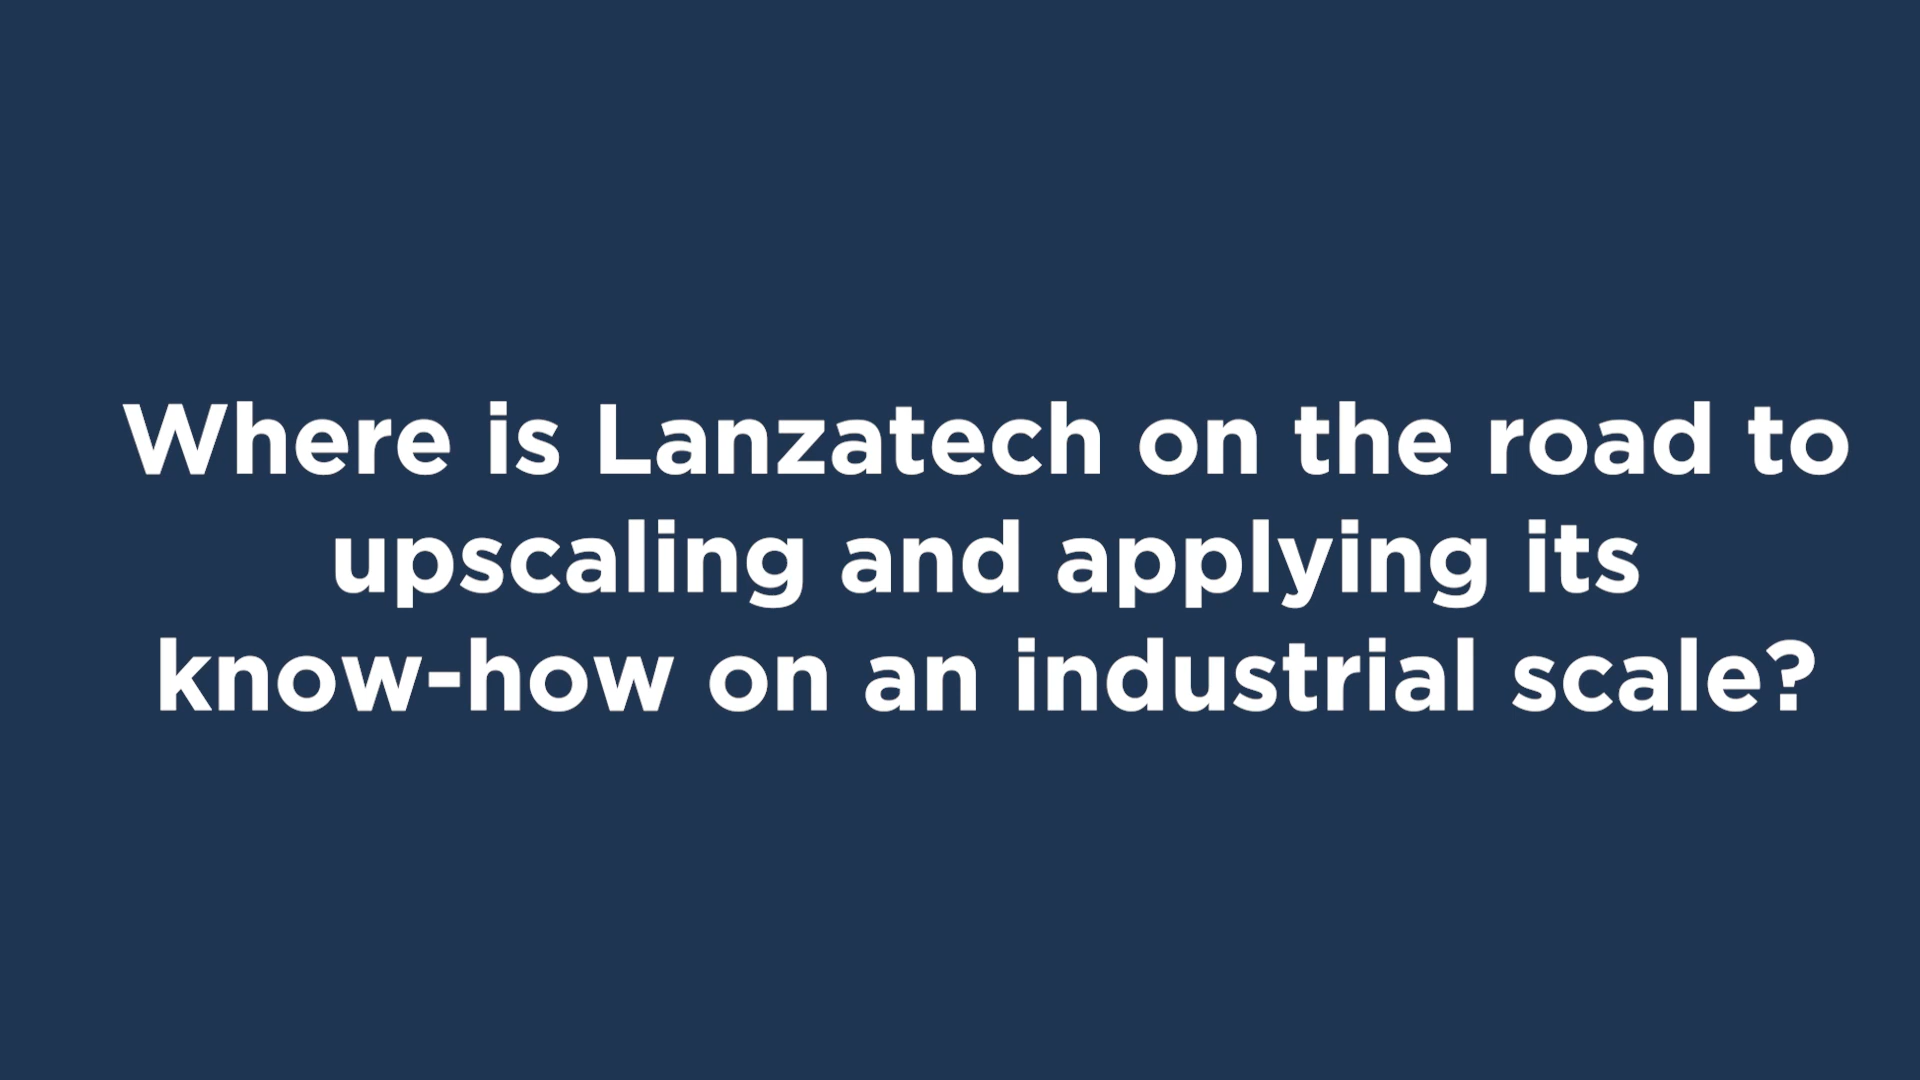 Where is Lanzatech on the road to
upscaling and applying its
know-how on an industrial scale?